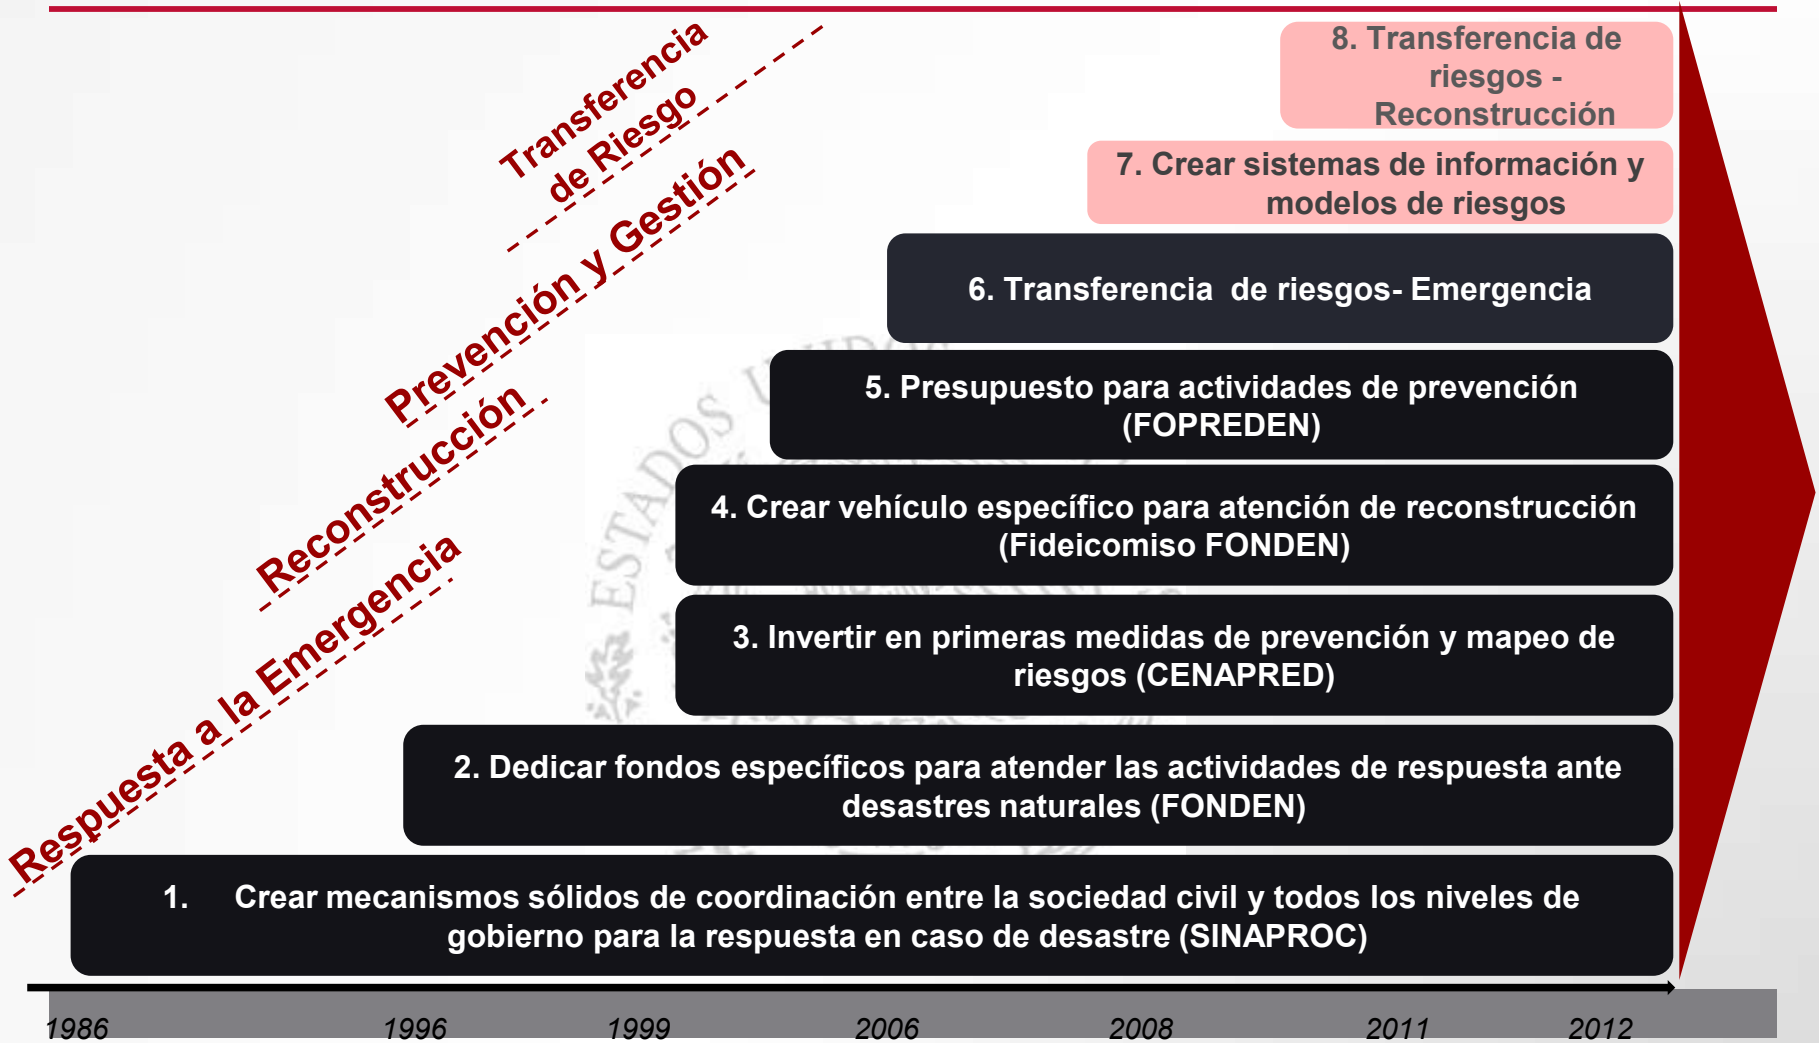 Transferencia
de Riesgo
Prevención y Gestión
Reconstrucción
Respuesta a la Emergencia
8. Transferencia de
riesgos -
Reconstrucción
7. Crear sistemas de información y
modelos de riesgos
6. Transferencia de riesgos- Emergencia
5. Presupuesto para actividades de prevención
(FOPREDEN)
4. Crear vehículo específico para atención de reconstrucción
(Fideicomiso FONDEN)
3. Invertir en primeras medidas de prevención y mapeo de
riesgos (CENAPRED)
2. Dedicar fondos específicos para atender las actividades de respuesta ante
desastres naturales (FONDEN)
1. Crear mecanismos sólidos de coordinación entre la sociedad civil y todos los niveles de
gobierno para la respuesta en caso de desastre (SINAPROC)
1986 1996 1999 2006 2008 2011 2012
ESTADOS